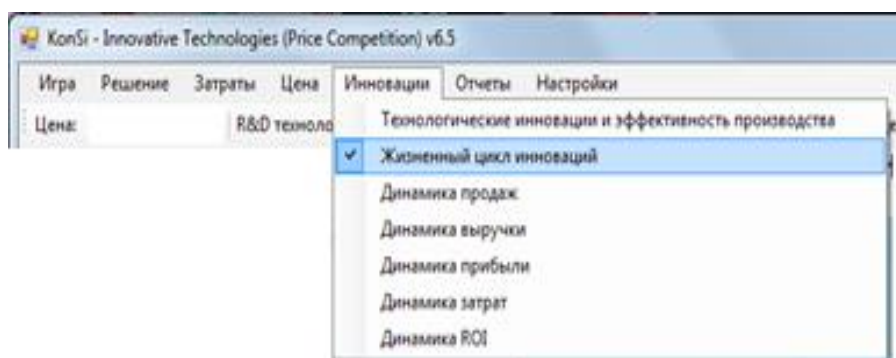 KonSi - Innovative Technologies (Price Competition) v6.5
Игра Решение Затраты Цена Инновации Отчеты Настройки
Цена: R&D техноло
Технологические инновации и эффективность производства
Жизненный цикл инноваций
Динамика продаж
Динамика выручки
Динамика прибыли
Динамика затрат
Динамика ROI